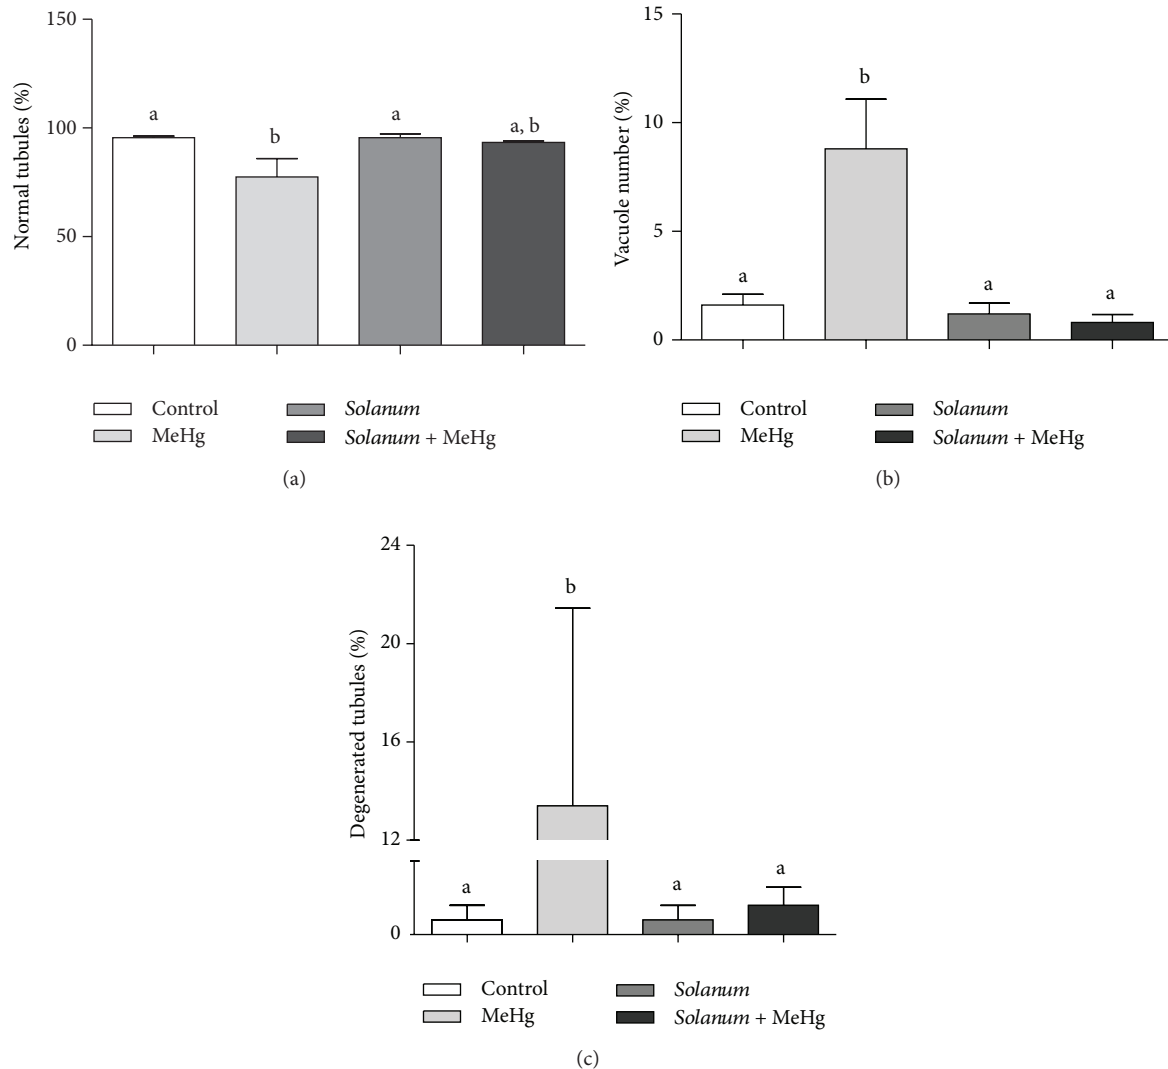 150
100
50
0
Normal tubules (%)
a
b
a
a, b
Control
MeHg
Solanum
Solanum + MeHg
(a)
15
10
5
0
Vacuole number (%)
a
b
a
a
Control
MeHg
Solanum
Solanum + MeHg
(b)
24
20
16
12
0
Degenerated tubules (%)
a
b
a
a
Control
MeHg
Solanum
Solanum + MeHg
(c)